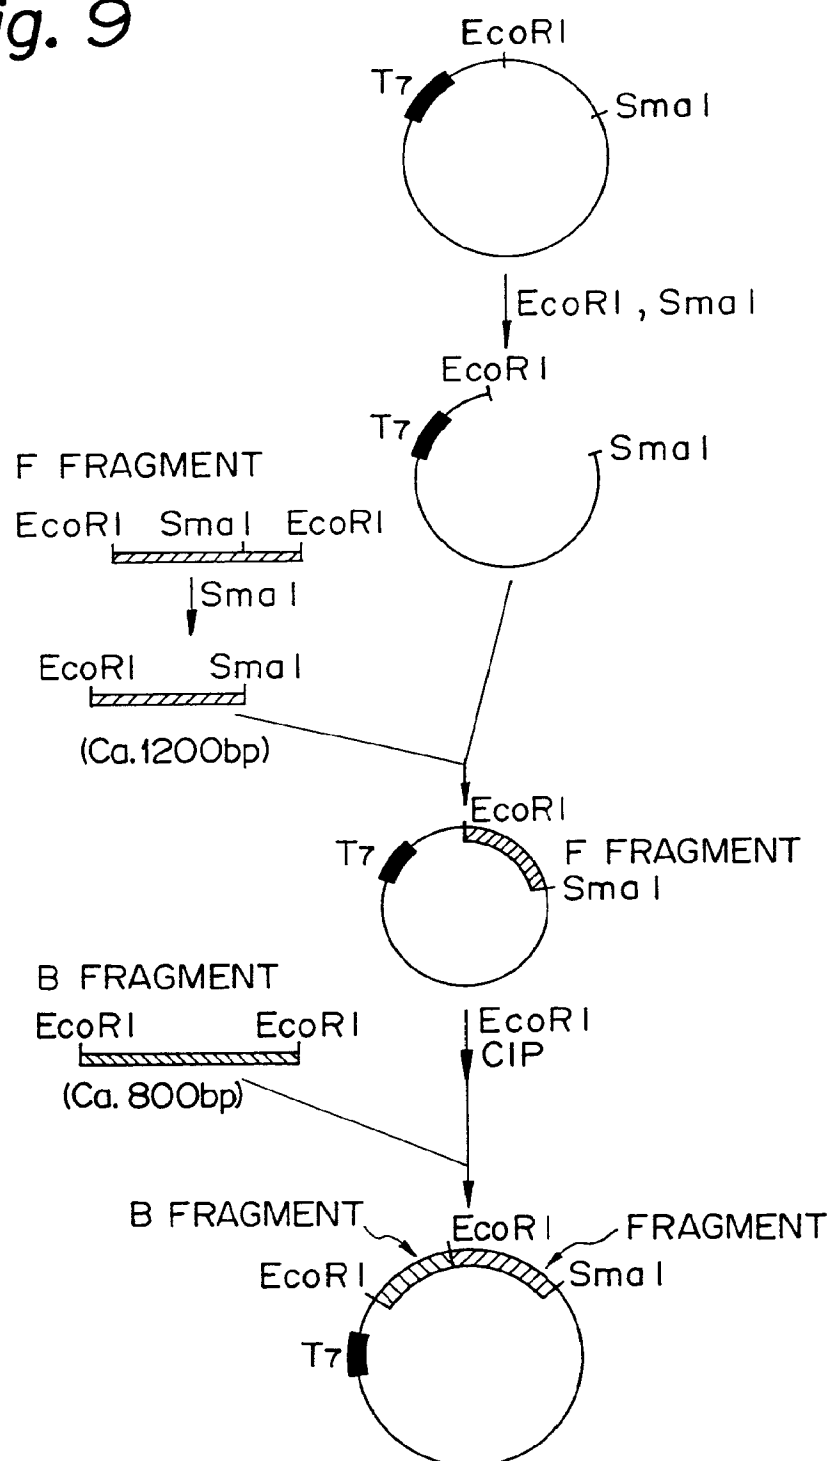 ig. 9
EcoRI
T7
SmaI
EcoRI, SmaI
EcoRI
T7
SmaI
F FRAGMENT
EcoRI SmaI EcoRI
SmaI
EcoRI SmaI
(Ca. 1200bp)
EcoRI
T7
F FRAGMENT
SmaI
B FRAGMENT
EcoRI EcoRI
(Ca. 800bp)
EcoRI
CIP
B FRAGMENT
EcoRI
FRAGMENT
EcoRI
SmaI
T7